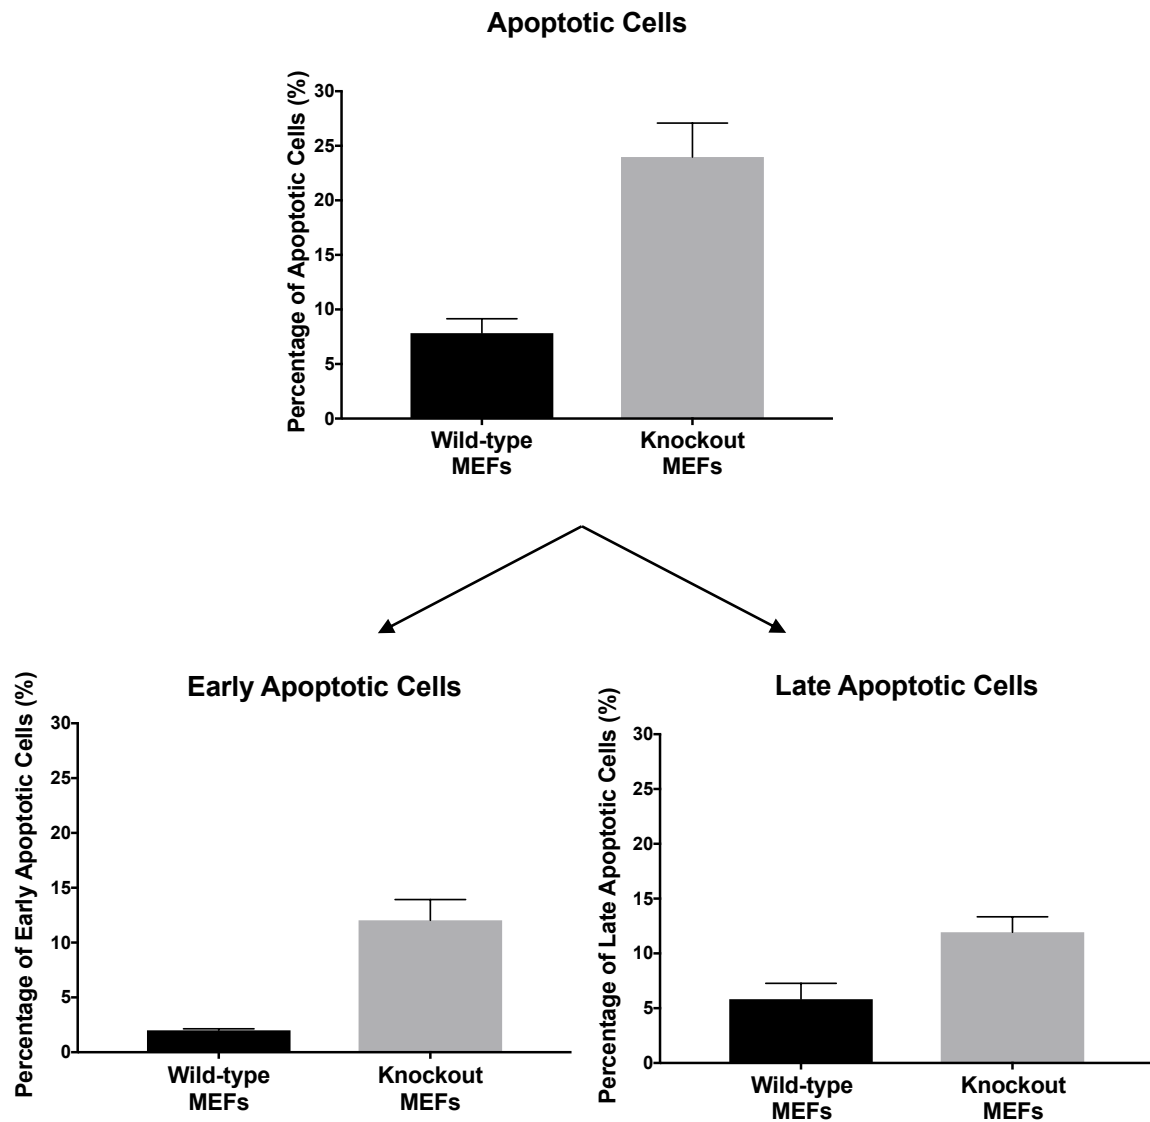 Apoptotic Cells
Percentage of Apoptotic Cells (%)
30
25
20
15
10
5
0
Wild-type
MEFs
Knockout
MEFs
Early Apoptotic Cells
Percentage of Early Apoptotic Cells (%)
30
25
20
15
10
5
0
Wild-type
MEFs
Knockout
MEFs
Late Apoptotic Cells
Percentage of Late Apoptotic Cells (%)
30
25
20
15
10
5
0
Wild-type
MEFs
Knockout
MEFs